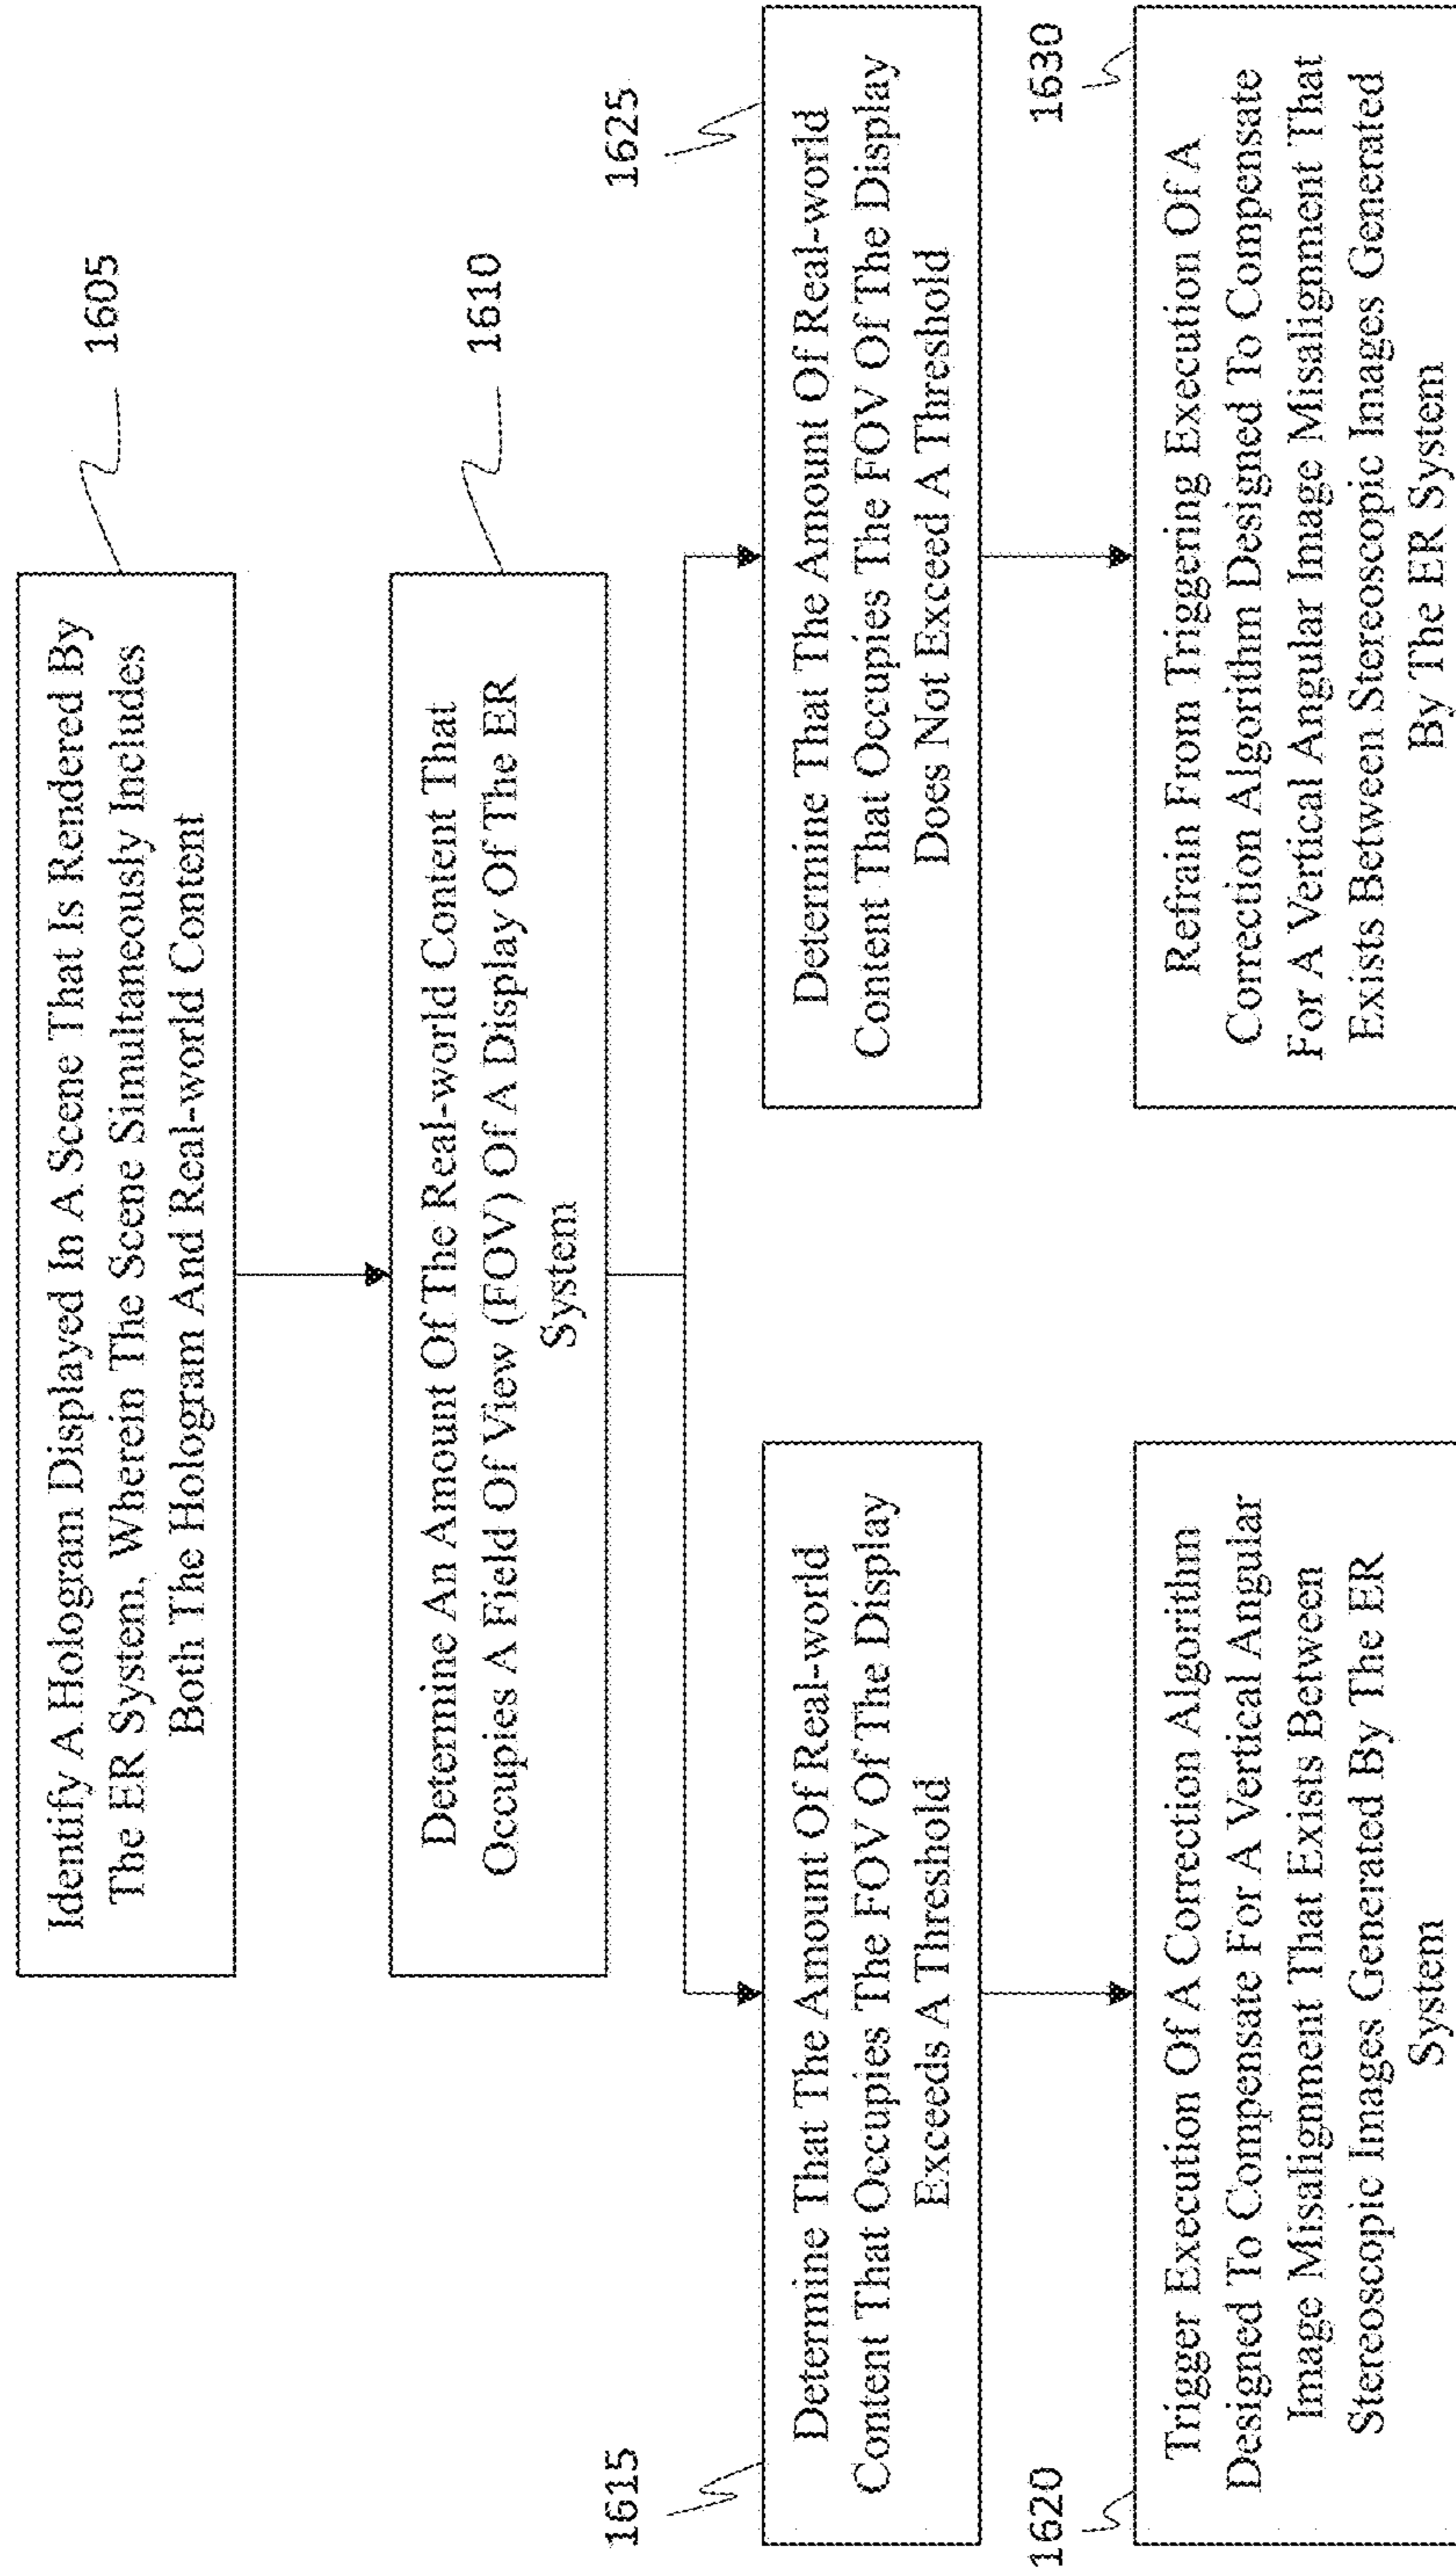 Identify A Hologram Displayed In A Scene That Is Rendered By
The ER System, Wherein The Scene Simultaneously Includes
Both The Hologram And Real-world Content
1605
Determine An Amount Of The Real-world Content That
Occupies A Field Of View (FOV) Of A Display Of The ER
System
1610
1615
Determine That The Amount Of Real-world
Content That Occupies The FOV Of The Display
Exceeds A Threshold
1625
Determine That The Amount Of Real-world
Content That Occupies The FOV Of The Display
Does Not Exceed A Threshold
1620
Trigger Execution Of A Correction Algorithm
Designed To Compensate For A Vertical Angular
Image Misalignment That Exists Between
Stereoscopic Images Generated By The ER
System
1630
Refrain From Triggering Execution Of A
Correction Algorithm Designed To Compensate
For A Vertical Angular Image Misalignment That
Exists Between Stereoscopic Images Generated
By The ER System